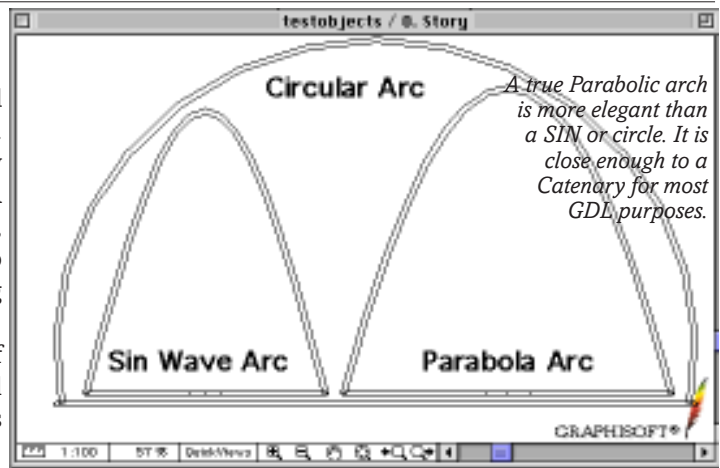 testobjects / 0. Story
Circular Arc
A true Parabolic arch
is more elegant than
a SIN or circle. It is
close enough to a
Catenary for most
GDL purposes.
Sin Wave Arc
Parabola Arc
GRAPHISOFT®
1:100
57 %
QuickViews